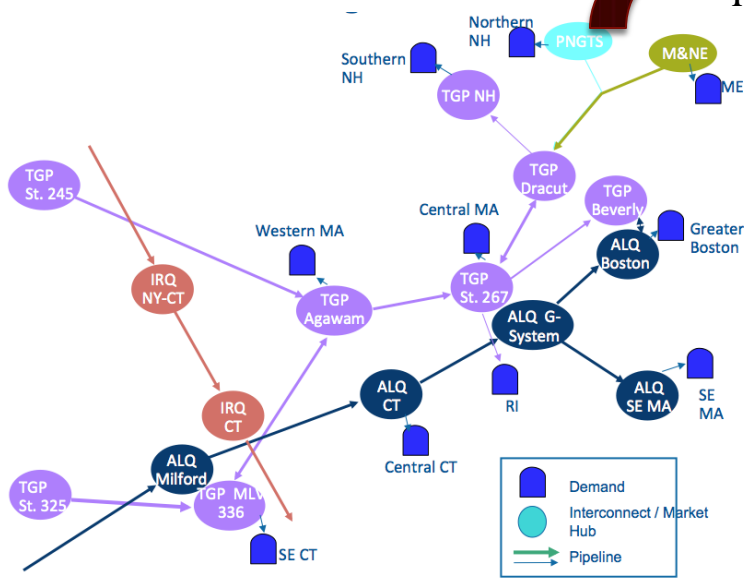 Northern
NH
PNGTS
M&NE
ME
Southern
NH
TGP NH
TGP
Dracut
TGP
St. 245
TGP
Beverly
Central MA
Greater
Boston
Western MA
ALQ
Boston
IRQ
NY-CT
TGP
St. 267
TGP
Agawam
ALQ G-
System
ALQ
CT
ALQ
SE MA
SE
MA
RI
IRQ
CT
Central CT
ALQ
Milford
TGP
St. 325
TGP MLV
336
SE CT
Demand
Interconnect / Market
Hub
Pipeline